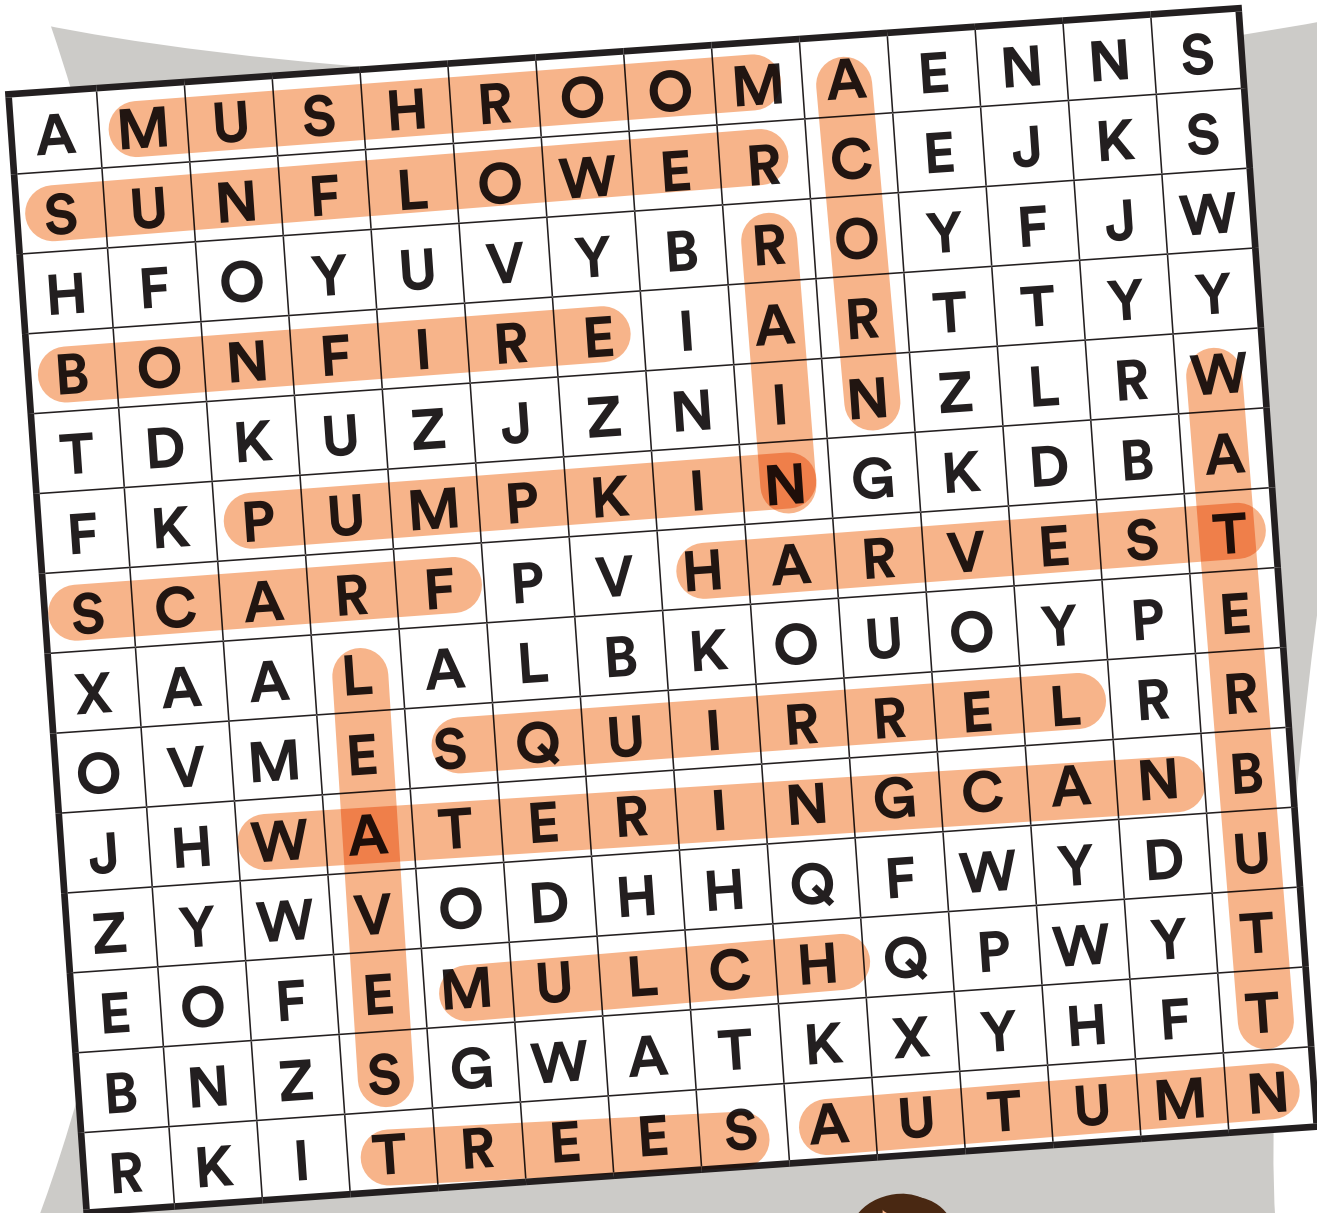 A M U S H R O O M A E N N S
S U N F L O W E R C E J K S
H F O Y U V Y B R O Y F J W
B O N F I R E I A R T T Y Y
T D K U Z J Z N I N Z L R W
F K P U M P K I N G K D B A
S C A R F P V H A R V E S T
X A A L A L B K O U O Y P E
O V M E S Q U I R R E L R R
J H W A T E R I N G C A N B
Z Y W V O D H H Q F W Y D U
E O F E M U L C H Q P W Y T
B N Z S G W A T K X Y H F T
R K I T R E E S A U T U M N